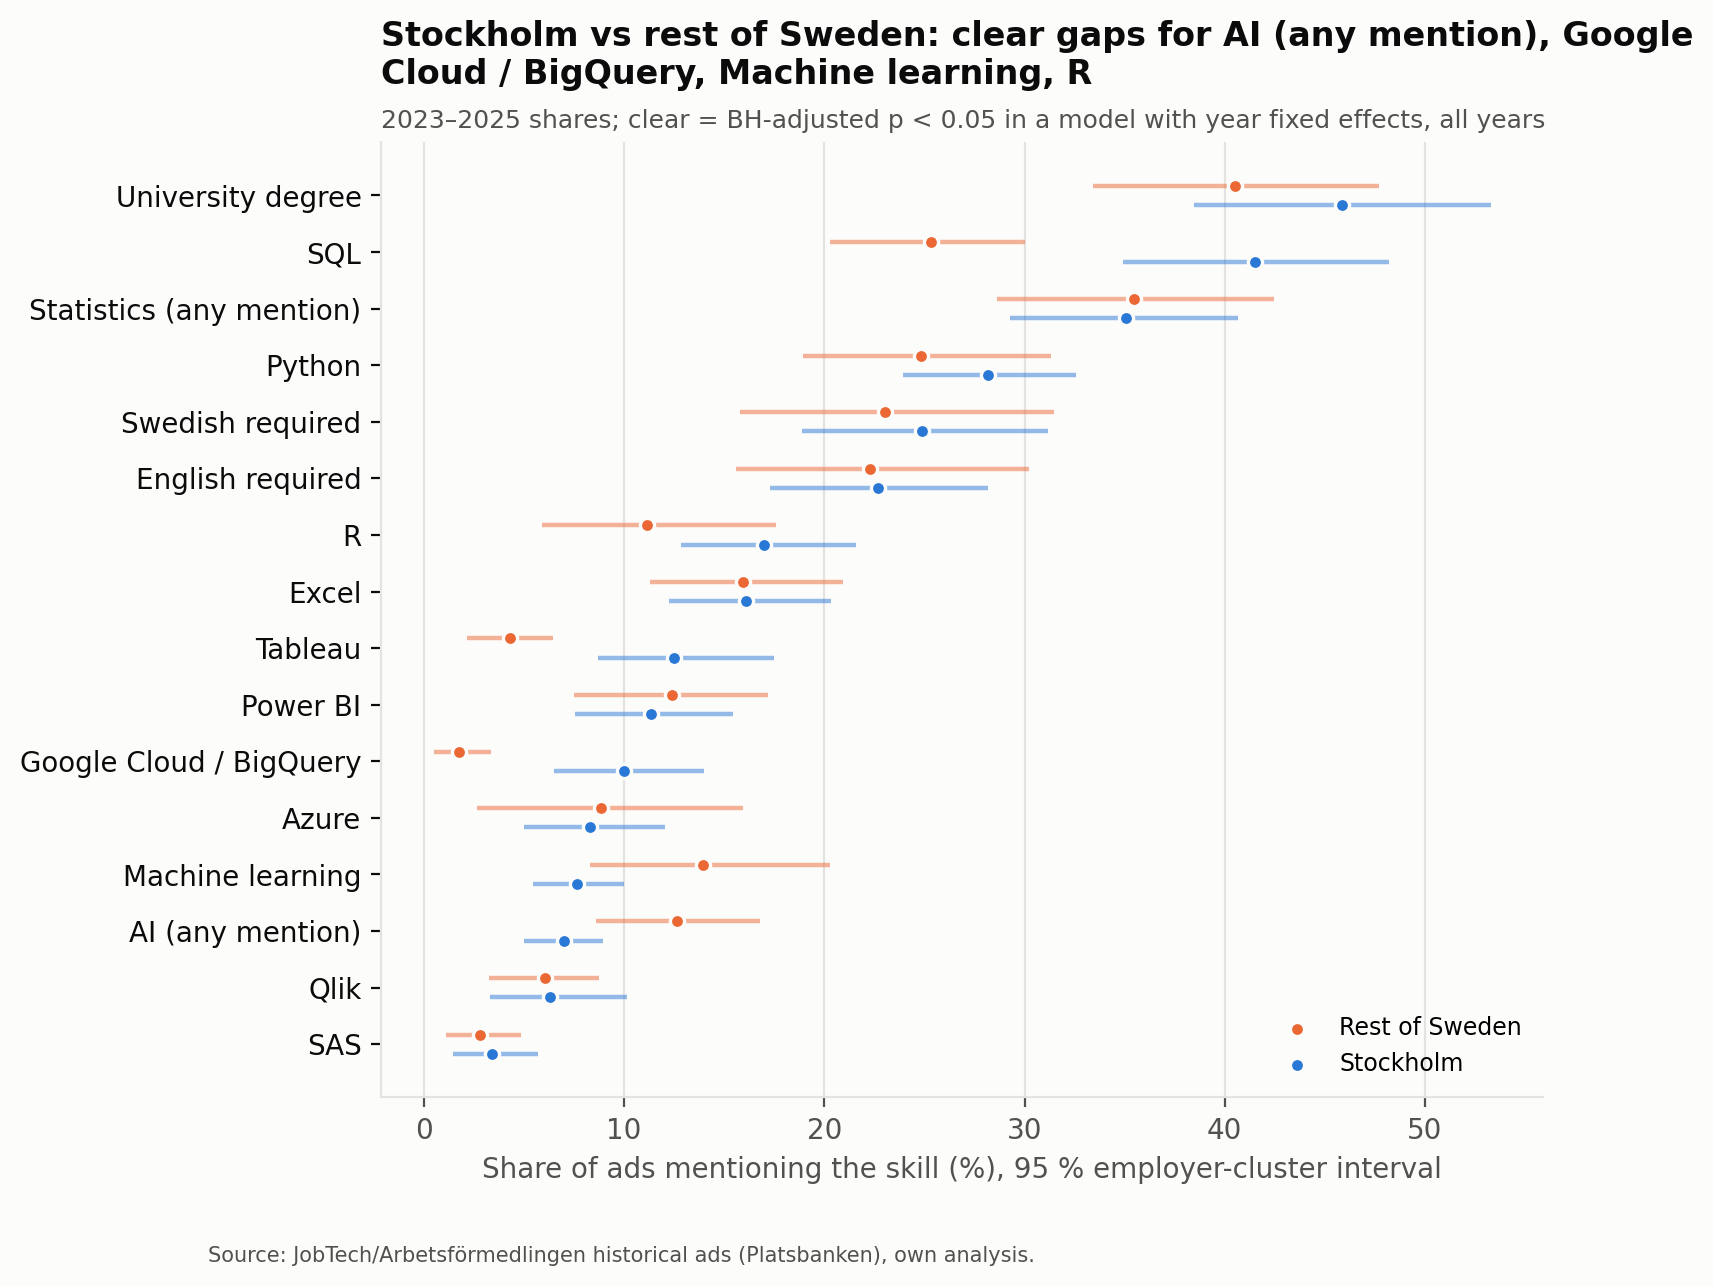 Stockholm vs rest of Sweden: clear gaps for AI (any mention), Google
Cloud / BigQuery, Machine learning, R
2023–2025 shares; clear = BH-adjusted p < 0.05 in a model with year fixed effects, all years
University degree
SQL
Statistics (any mention)
Python
Swedish required
English required
R
Excel
Tableau
Power BI
Google Cloud / BigQuery
Azure
Machine learning
AI (any mention)
Qlik
SAS
Rest of Sweden
Stockholm
0 10 20 30 40 50
Share of ads mentioning the skill (%), 95 % employer-cluster interval
Source: JobTech/Arbetsförmedlingen historical ads (Platsbanken), own analysis.